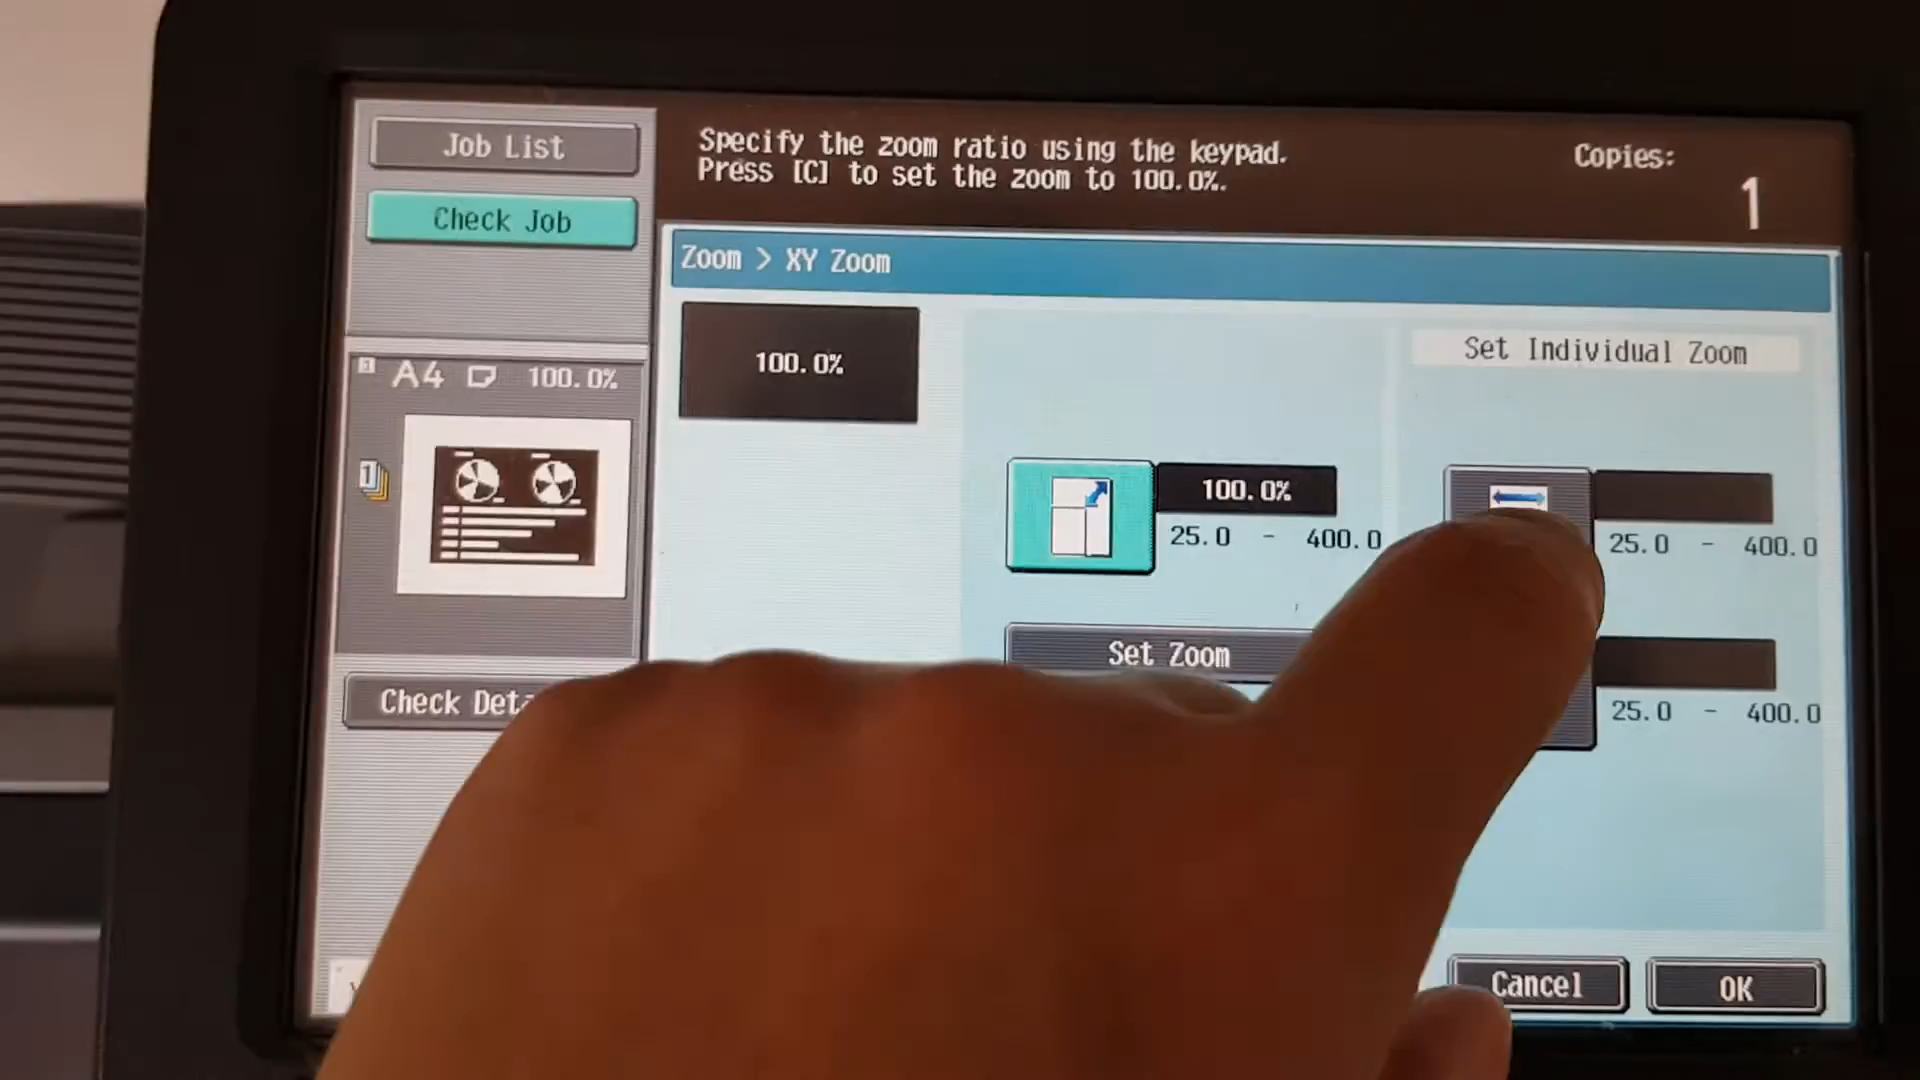 Job List
Check Job
Specify the zoom ratio using the keypad.
Press [C] to set the zoom to 100.0%.
Copies:
1
Zoom > XY Zoom
100.0%
Set Individual Zoom
A4 100.0%
1
100.0%
25.0 - 400.0
25.0 - 400.0
Set Zoom
25.0 - 400.0
Check
Cancel
OK